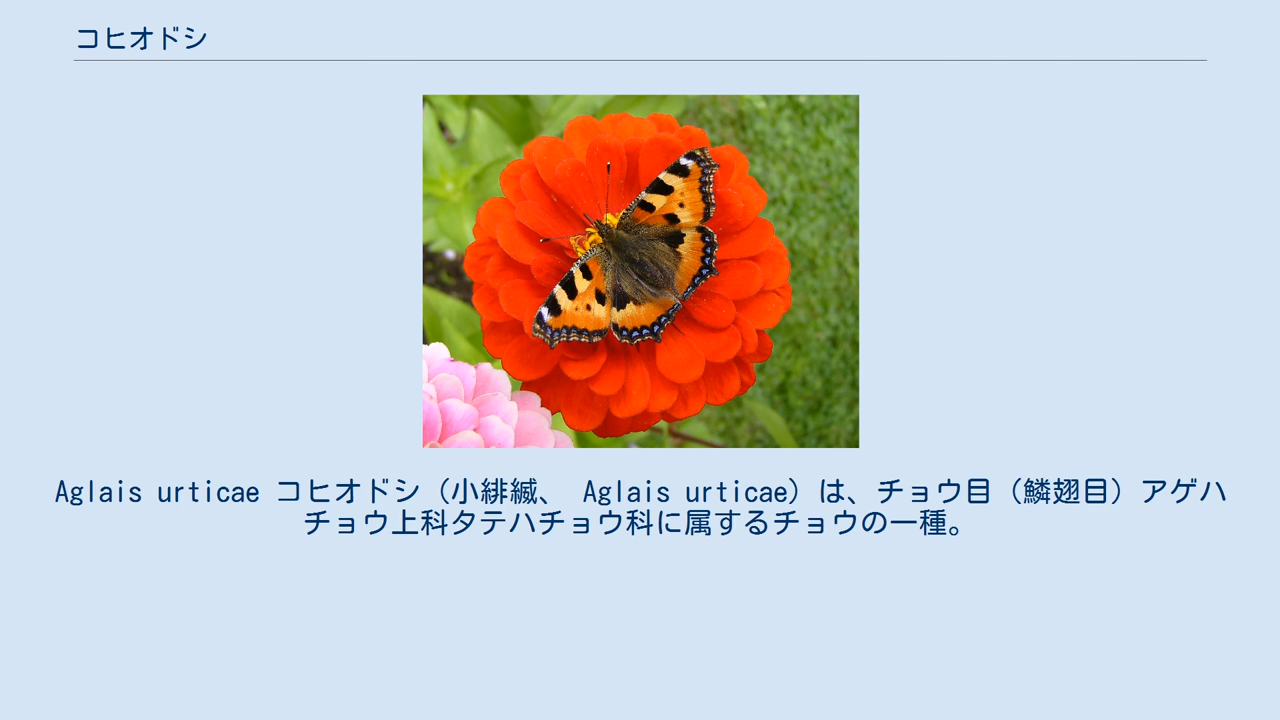 コヒオドシ
Aglais urticae コヒオドシ（小緋縅、 Aglais urticae）は、チョウ目（鱗翅目）アゲハ
チョウ上科タテハチョウ科に属するチョウの一種。